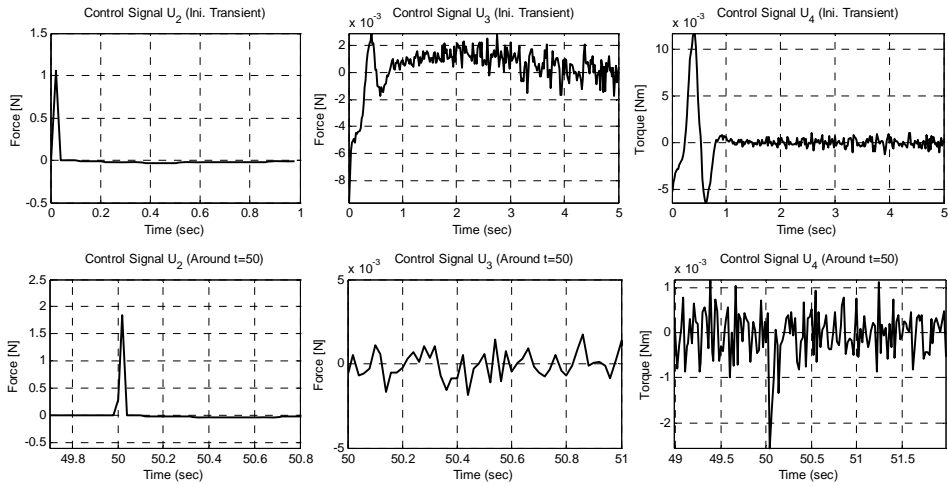 Control Signal U2 (Ini. Transient)
Force [N]
1.5
1
0.5
0
-0.5
0 0.2 0.4 0.6 0.8 1
Time (sec)
Control Signal U3 (Ini. Transient)
x 10-3
Force [N]
2
0
-2
-4
-6
-8
0 1 2 3 4 5
Time (sec)
Control Signal U4 (Ini. Transient)
x 10-3
Torque [Nm]
10
5
0
-5
0 1 2 3 4 5
Time (sec)
Control Signal U2 (Around t=50)
Force [N]
2.5
2
1.5
1
0.5
0
-0.5
49.8 50 50.2 50.4 50.6 50.8
Time (sec)
Control Signal U3 (Around t=50)
x 10-3
Force [N]
5
0
-5
50 50.2 50.4 50.6 50.8 51
Time (sec)
Control Signal U4 (Around t=50)
x 10-3
Torque [Nm]
1
0
-1
-2
49 49.5 50 50.5 51 51.5
Time (sec)